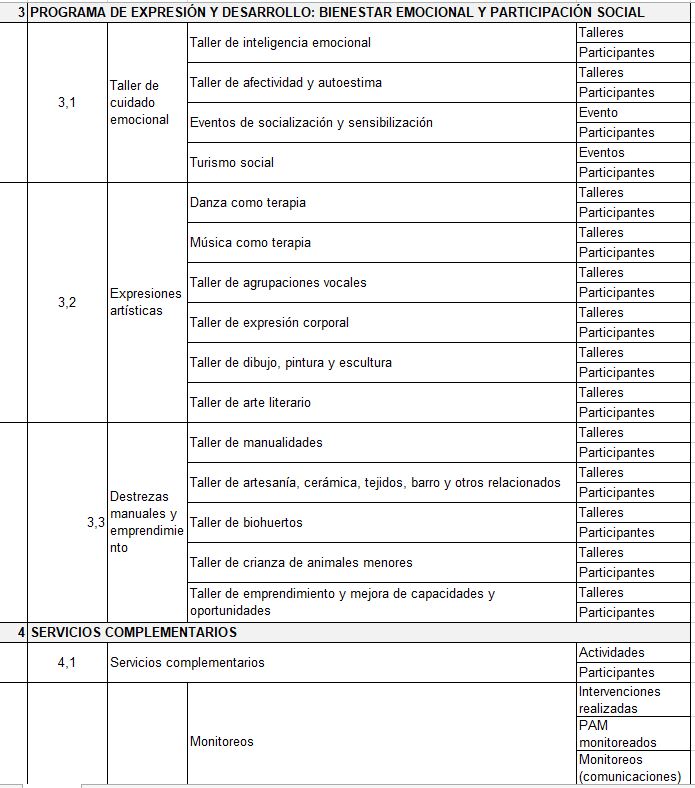 3 PROGRAMA DE EXPRESIÓN Y DESARROLLO: BIENESTAR EMOCIONAL Y PARTICIPACIÓN SOCIAL
3,1
Taller de
cuidado
emocional
Taller de inteligencia emocional
Talleres
Participantes
Taller de afectividad y autoestima
Talleres
Participantes
Eventos de socialización y sensibilización
Evento
Participantes
Turismo social
Eventos
Participantes
3,2
Expresiones
artísticas
Danza como terapia
Talleres
Participantes
Música como terapia
Talleres
Participantes
Taller de agrupaciones vocales
Talleres
Participantes
Taller de expresión corporal
Talleres
Participantes
Taller de dibujo, pintura y escultura
Talleres
Participantes
Taller de arte literario
Talleres
Participantes
3,3
Destrezas
manuales y
emprendimie
nto
Taller de manualidades
Talleres
Participantes
Taller de artesanía, cerámica, tejidos, barro y otros relacionados
Talleres
Participantes
Taller de biohuertos
Talleres
Participantes
Taller de crianza de animales menores
Talleres
Participantes
Taller de emprendimiento y mejora de capacidades y
oportunidades
Talleres
Participantes
4 SERVICIOS COMPLEMENTARIOS
4,1
Servicios complementarios
Actividades
Participantes
Monitoreos
Intervenciones
realizadas
PAM
monitoreados
Monitoreos
(comunicaciones)